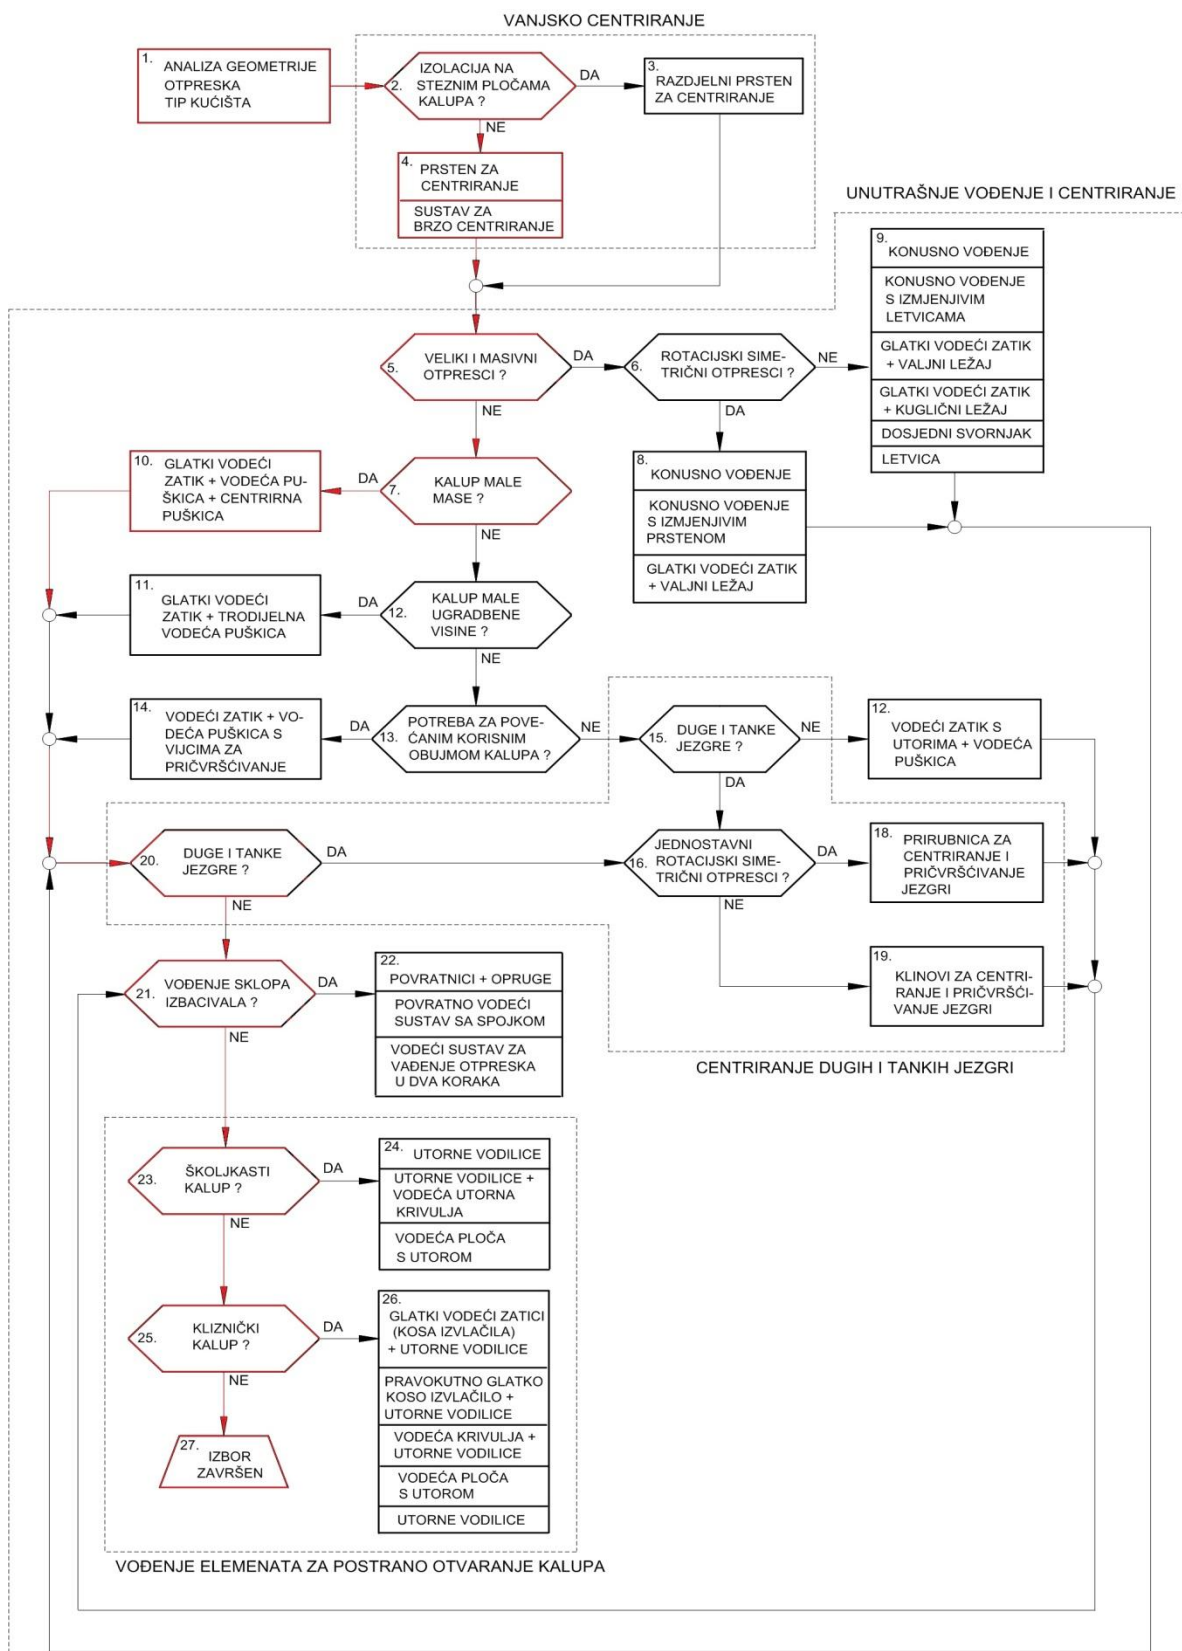 VANJSKO CENTRIRANJE
1.
ANALIZA GEOMETRIJE
OTPRESKA
TIP KUĆIŠTA
2.
IZOLACIJA NA
STEZNIM PLOČAMA
KALUPA ?
DA
NE
3.
RAZDJELNI PRSTEN
ZA CENTRIRANJE
4.
PRSTEN ZA
CENTRIRANJE
SUSTAV ZA
BRZO CENTRIRANJE
UNUTRAŠNJE VOĐENJE I CENTRIRANJE
5.
VELIKI I MASIVNI
OTPRESCI ?
DA
NE
6.
ROTACIJSKI SIME-
TRIČNI OTPRESCI ?
NE
DA
9.
KONUSNO VOĐENJE
KONUSNO VOĐENJE
S IZMJENJIVIM
LETVICAMA
GLATKI VODEĆI ZATIK
+ VALJNI LEŽAJ
GLATKI VODEĆI ZATIK
+ KUGLIČNI LEŽAJ
DOSJEDNI SVORNJAK
LETVICA
8.
KONUSNO VOĐENJE
KONUSNO VOĐENJE
S IZMJENJIVIM
PRSTENOM
GLATKI VODEĆI ZATIK
+ VALJNI LEŽAJ
10.
GLATKI VODEĆI
ZATIK + VODEĆA PU-
ŠKICA + CENTRIRNA
PUŠKICA
DA
7.
KALUP MALE
MASE ?
NE
11.
GLATKI VODEĆI
ZATIK + TRODIJELNA
VODEĆA PUŠKICA
DA
12.
KALUP MALE
UGRADBENE
VISINE ?
NE
14.
VODEĆI ZATIK + VO-
DEĆA PUŠKICA S
VIJCIMA ZA
PRIČVRŠĆIVANJE
DA
13.
POTREBA ZA POVE-
ĆANIM KORISNIM
OBUJMOM KALUPA ?
NE
15.
DUGE I TANKE
JEZGRE ?
NE
DA
12.
VODEĆI ZATIK S
UTORIMA + VODEĆA
PUŠKICA
20.
DUGE I TANKE
JEZGRE ?
DA
NE
16.
JEDNOSTAVNI
ROTACIJSKI SIME-
TRIČNI OTPRESCI ?
DA
NE
18.
PRIRUBNICA ZA
CENTRIRANJE I
PRIČVRŠĆIVANJE
JEZGRI
19.
KLINOVI ZA CENTRI-
RANJE I PRIČVRŠĆI-
VANJE JEZGRI
CENTRIRANJE DUGIH I TANKIH JEZGRI
21.
VOĐENJE SKLOPA
IZBACIVALA ?
DA
NE
22.
POVRATNICI + OPRUGE
POVRATNO VODEĆI
SUSTAV SA SPOJKOM
VODEĆI SUSTAV ZA
VAĐENJE OTPRESKA
U DVA KORAKA
23.
ŠKOLJKASTI
KALUP ?
DA
NE
24.
UTORNE VODILICE
UTORNE VODILICE +
VODEĆA UTORNA
KRIVULJA
VODEĆA PLOČA
S UTOROM
25.
KLIZNIČKI
KALUP ?
DA
NE
26.
GLATKI VODEĆI ZATICI
(KOSA IZVLAČILA)
+ UTORNE VODILICE
PRAVOKUTNO GLATKO
KOSO IZVLAČILO +
UTORNE VODILICE
VODEĆA KRIVULJA +
UTORNE VODILICE
VODEĆA PLOČA
S UTOROM
UTORNE VODILICE
27.
IZBOR
ZAVRŠEN
VOĐENJE ELEMENATA ZA POSTRANO OTVARANJE KALUPA